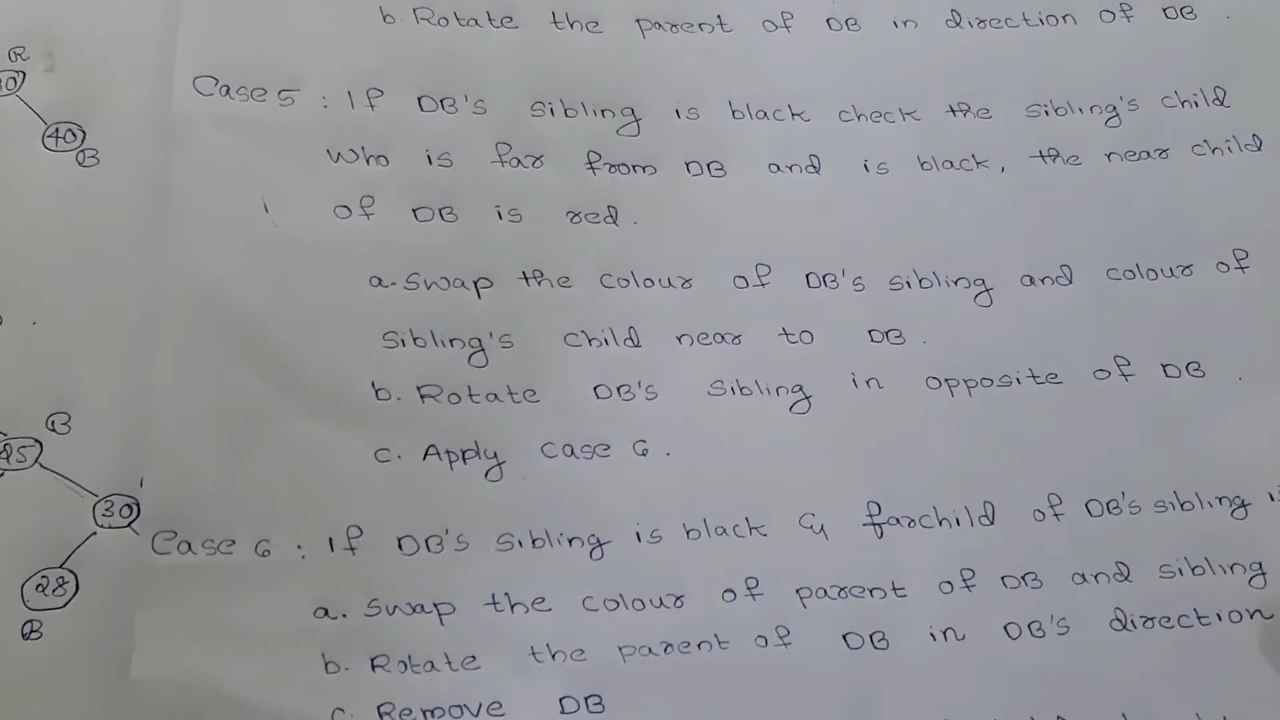 b. Rotate the parent of DB in direction of DB.
R
40
B
Case 5 : If DB's sibling is black check the sibling's child
who is far from DB and is black, the near child
of DB is red.
a. Swap the colour of DB's sibling and colour of
sibling's child near to DB.
b. Rotate DB's sibling in opposite of DB.
c. Apply case 6.
B
30
28
B
Case 6 : If DB's sibling is black & farchild of DB's sibling
a. Swap the colour of parent of DB and sibling
b. Rotate the parent of DB in DB's direction
c. Remove DB